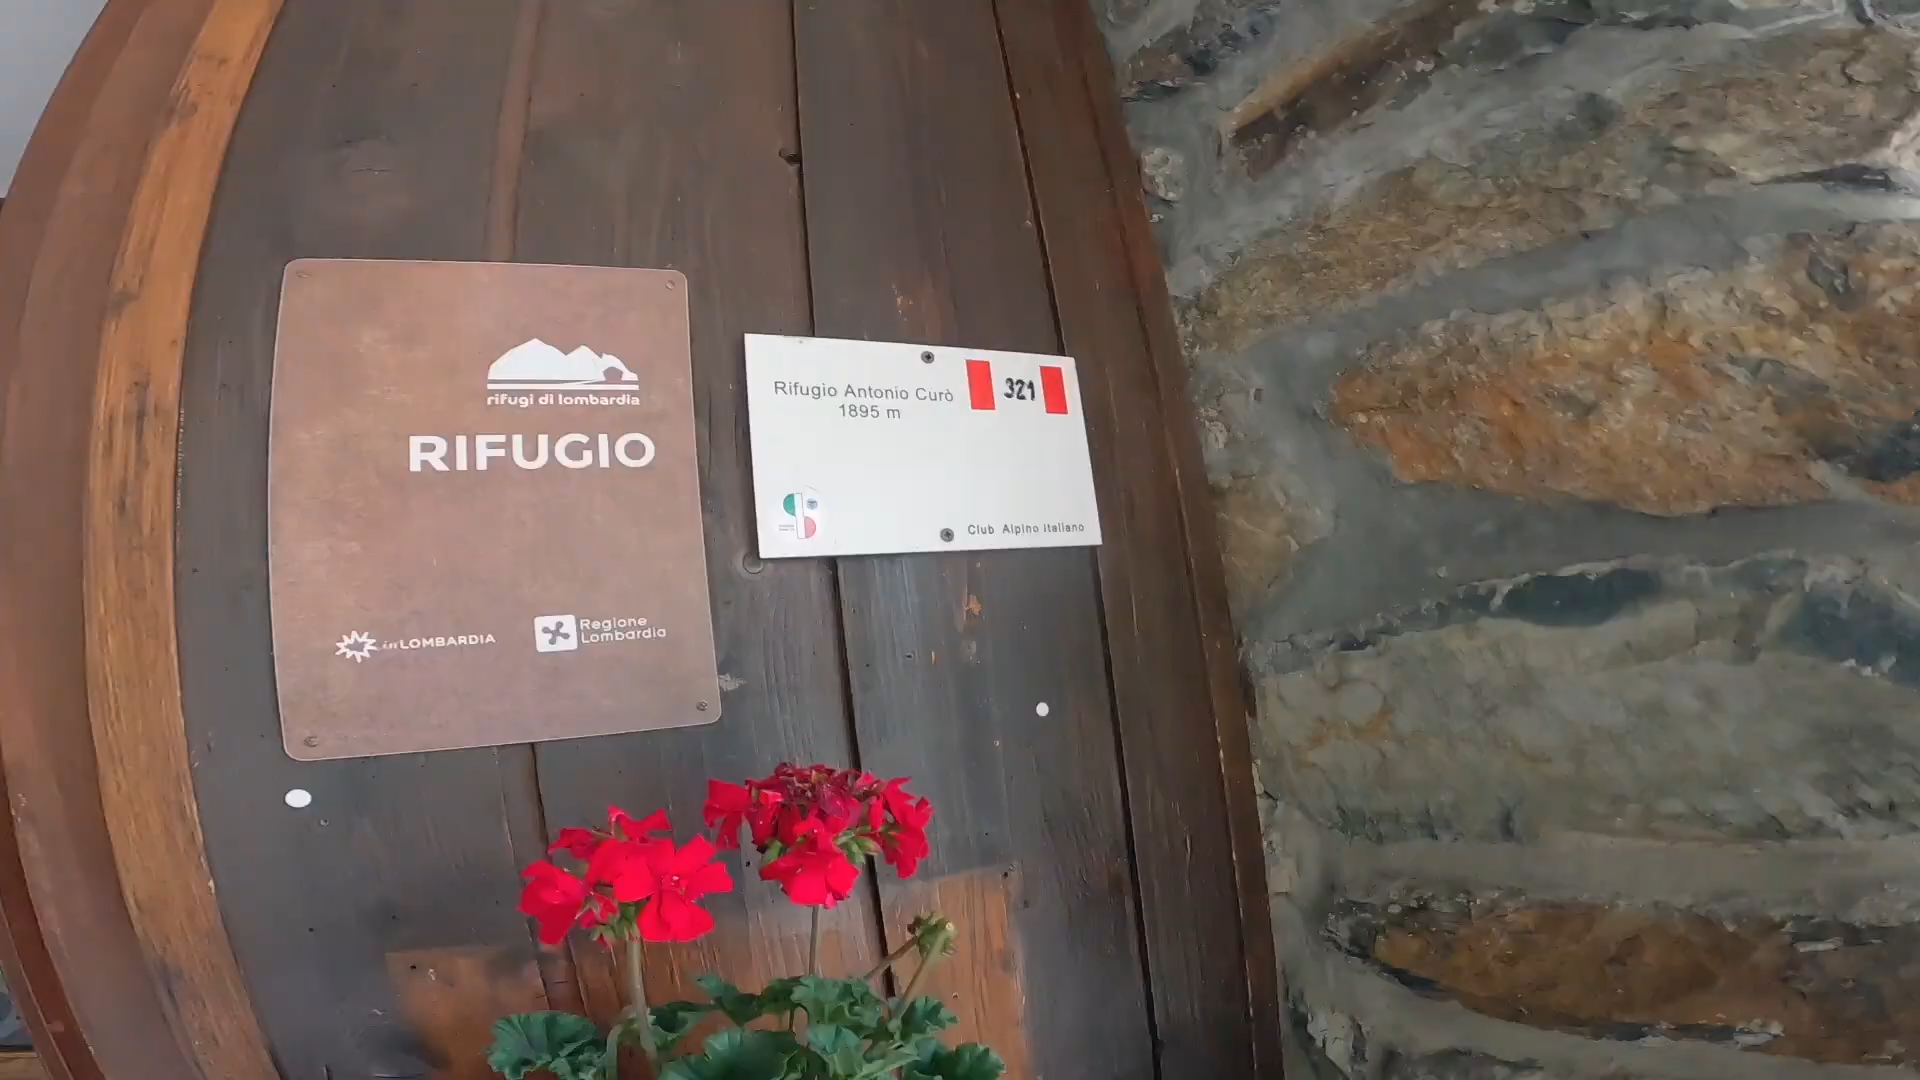 rifugi di lombardia
RIFUGIO
inLOMBARDIA
Regione
Lombardia
Rifugio Antonio Curò
1895 m
321
Club Alpino Italiano